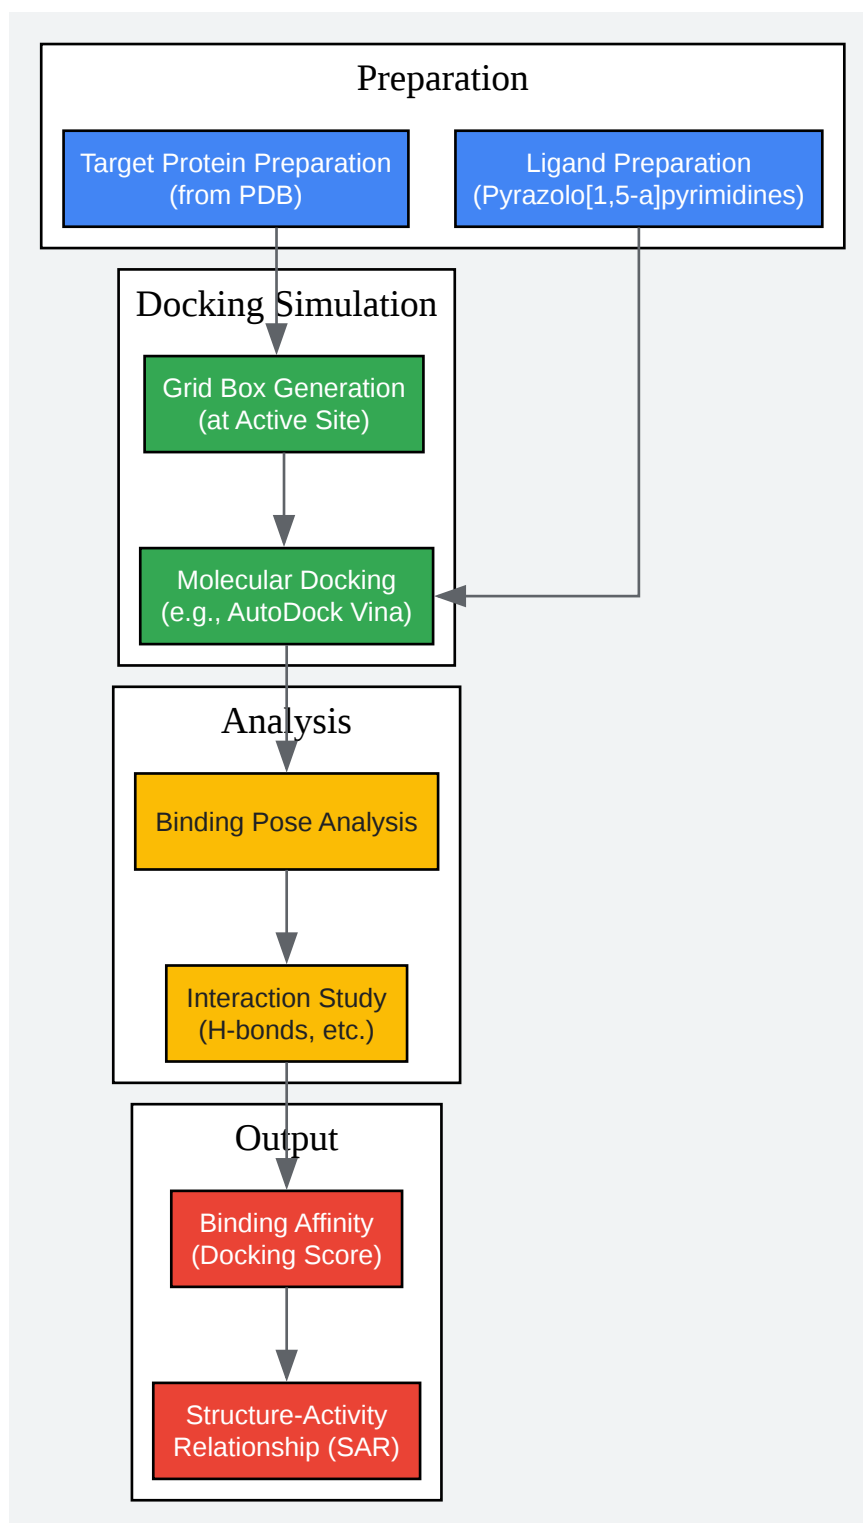 Preparation
Target Protein Preparation
(from PDB)
Ligand Preparation
(Pyrazolo[1,5-a]pyrimidines)
Docking Simulation
Grid Box Generation
(at Active Site)
Molecular Docking
(e.g., AutoDock Vina)
Analysis
Binding Pose Analysis
Interaction Study
(H-bonds, etc.)
Output
Binding Affinity
(Docking Score)
Structure-Activity
Relationship (SAR)